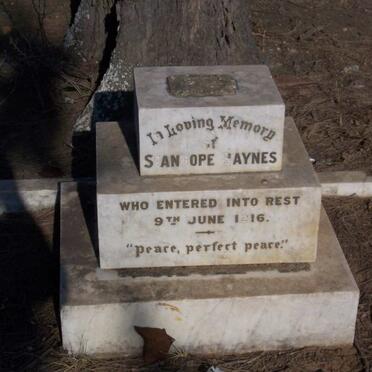 In Loving Memory
of
S AN OPE AYNES
WHO ENTERED INTO REST
9TH JUNE 1 16.
"peace, perfect peace."